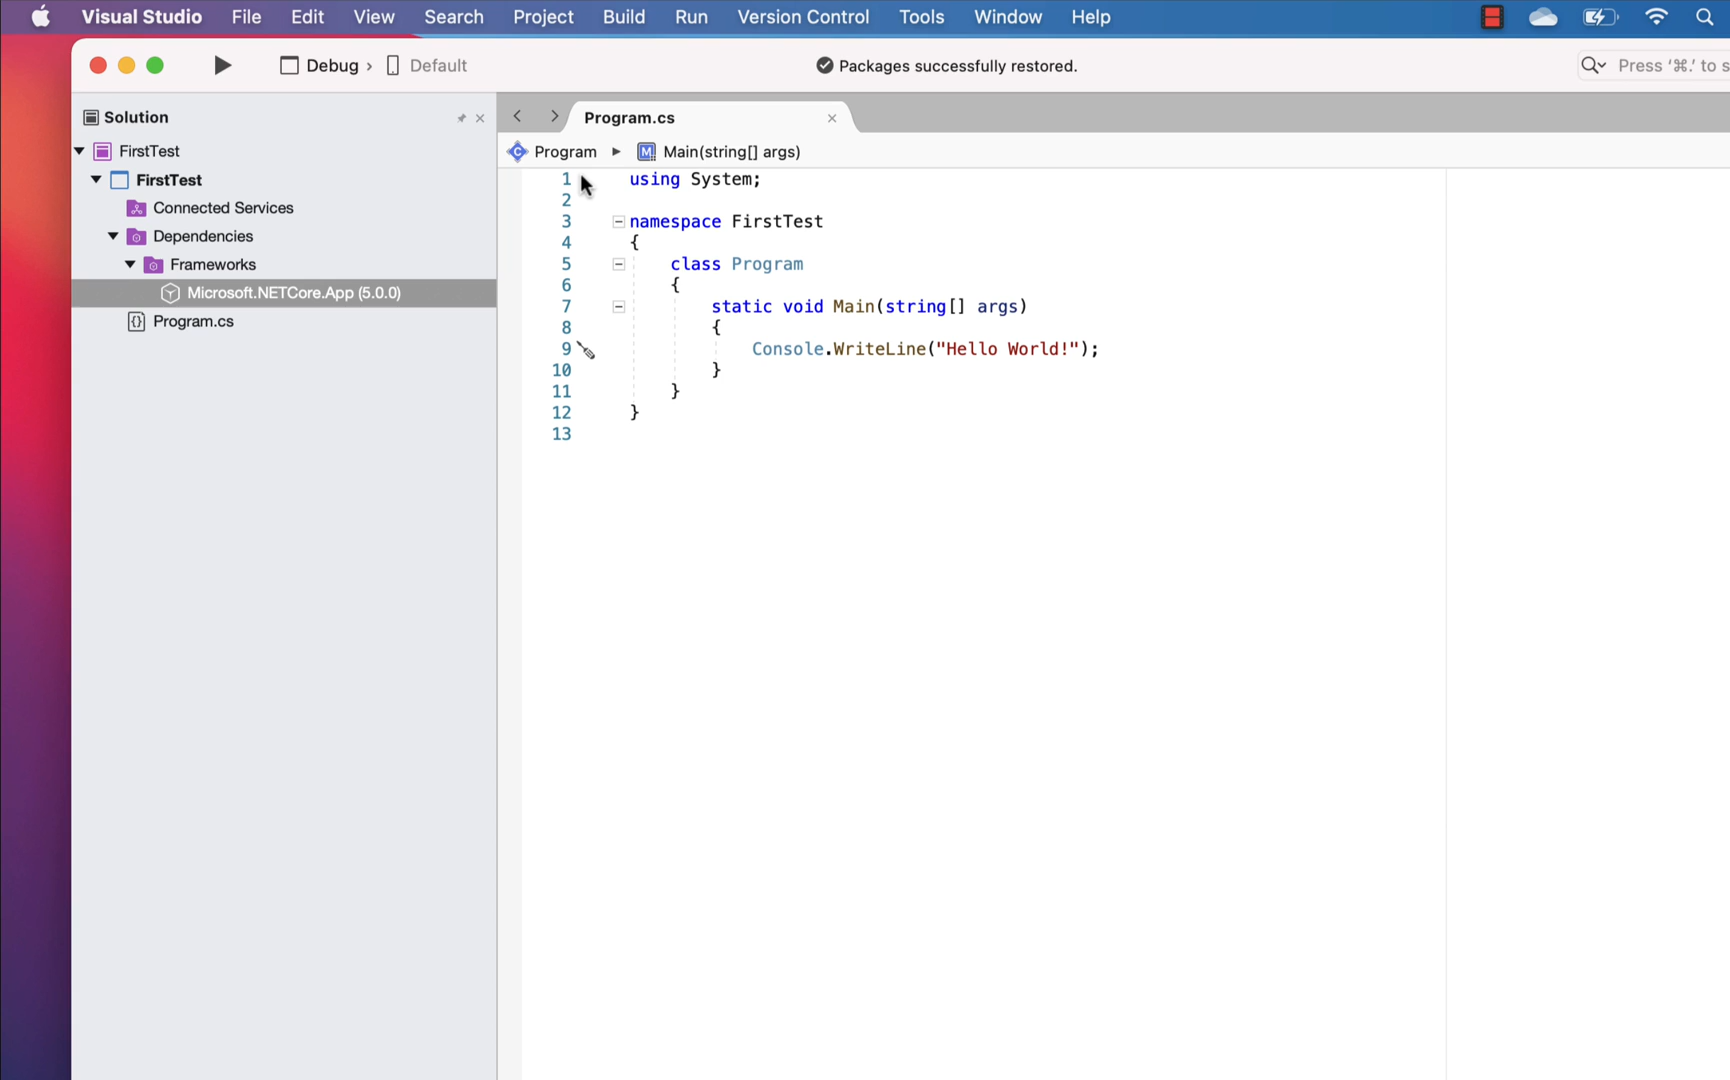 Visual Studio File Edit View Search Project Build Run Version Control Tools Window Help
Debug › Default
Packages successfully restored.
Press '⌘.' to s
Solution
FirstTest
FirstTest
Connected Services
Dependencies
Frameworks
Microsoft.NETCore.App (5.0.0)
Program.cs
Program.cs
Program ▸ Main(string[] args)
1 using System;
2
3 namespace FirstTest
4 {
5 class Program
6 {
7 static void Main(string[] args)
8 {
9 Console.WriteLine("Hello World!");
10 }
11 }
12 }
13